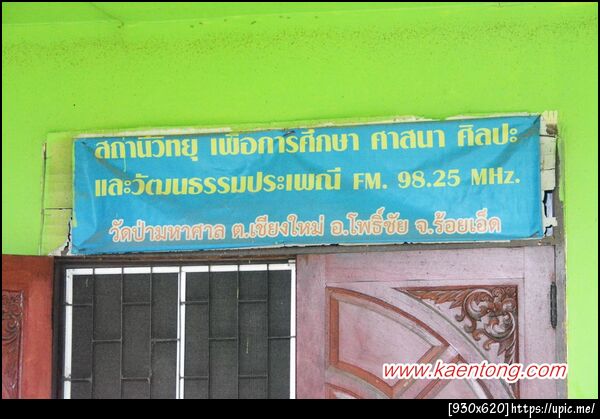 สถานีวิทยุ เพื่อการศึกษา ศาสนา ศิลปะ
และวัฒนธรรมประเพณี FM. 98.25 MHz.
วัดป่ามหาศาล ต.เชียงใหม่ อ.โพธิ์ชัย จ.ร้อยเอ็ด
www.kaentong.com
[930x620]https://upic.me/